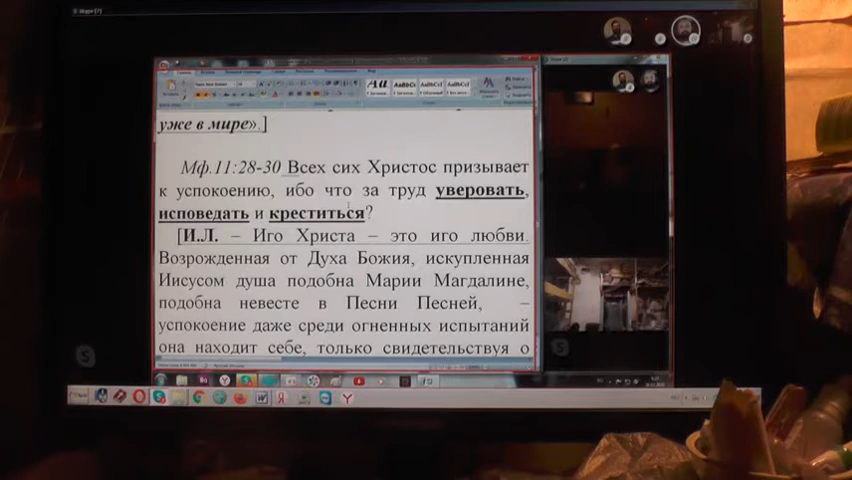 уже в мире».]
Мф.11:28-30 Всех сих Христос призывает
к успокоению, ибо что за труд уверовать,
исповедать и креститься?
[И.Л. – Иго Христа – это иго любви.
Возрожденная от Духа Божия, искупленная
Иисусом душа подобна Марии Магдалине,
подобна невесте в Песни Песней, –
успокоение даже среди огненных испытаний
она находит себе, только свидетельствуя о